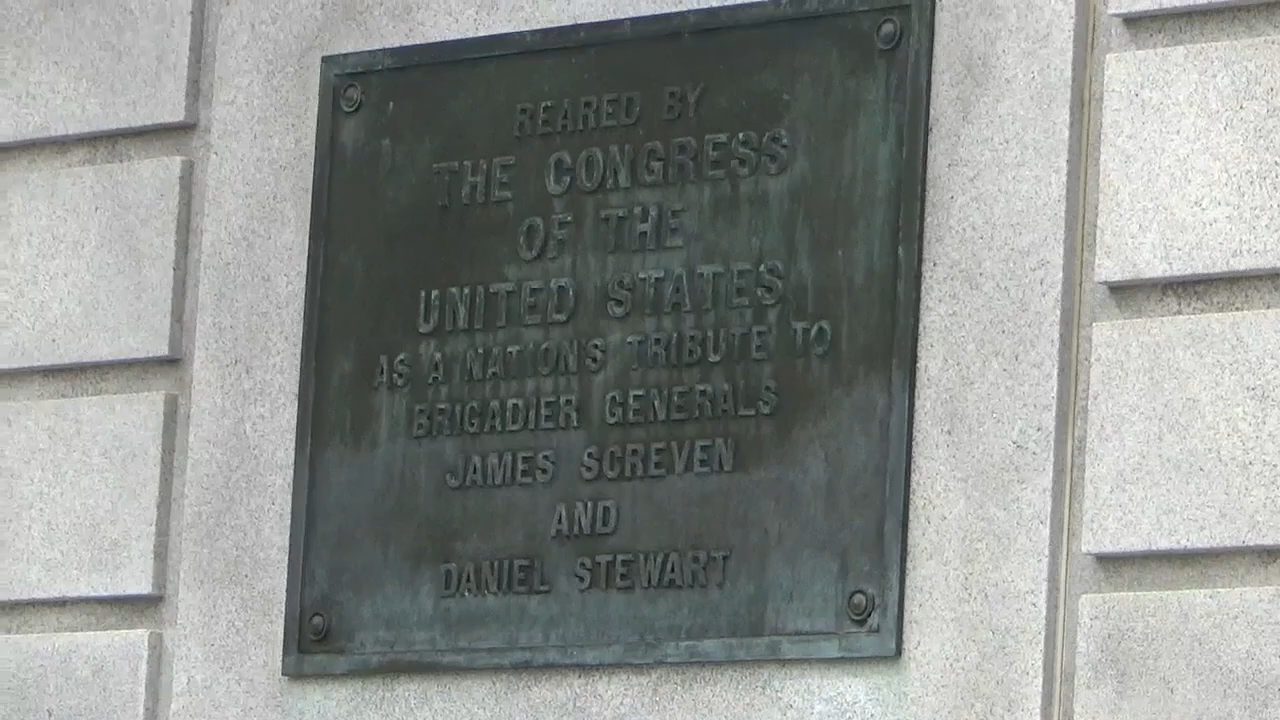 REARED BY
THE CONGRESS
OF THE
UNITED STATES
AS A NATION'S TRIBUTE TO
BRIGADIER GENERALS
JAMES SCREVEN
AND
DANIEL STEWART